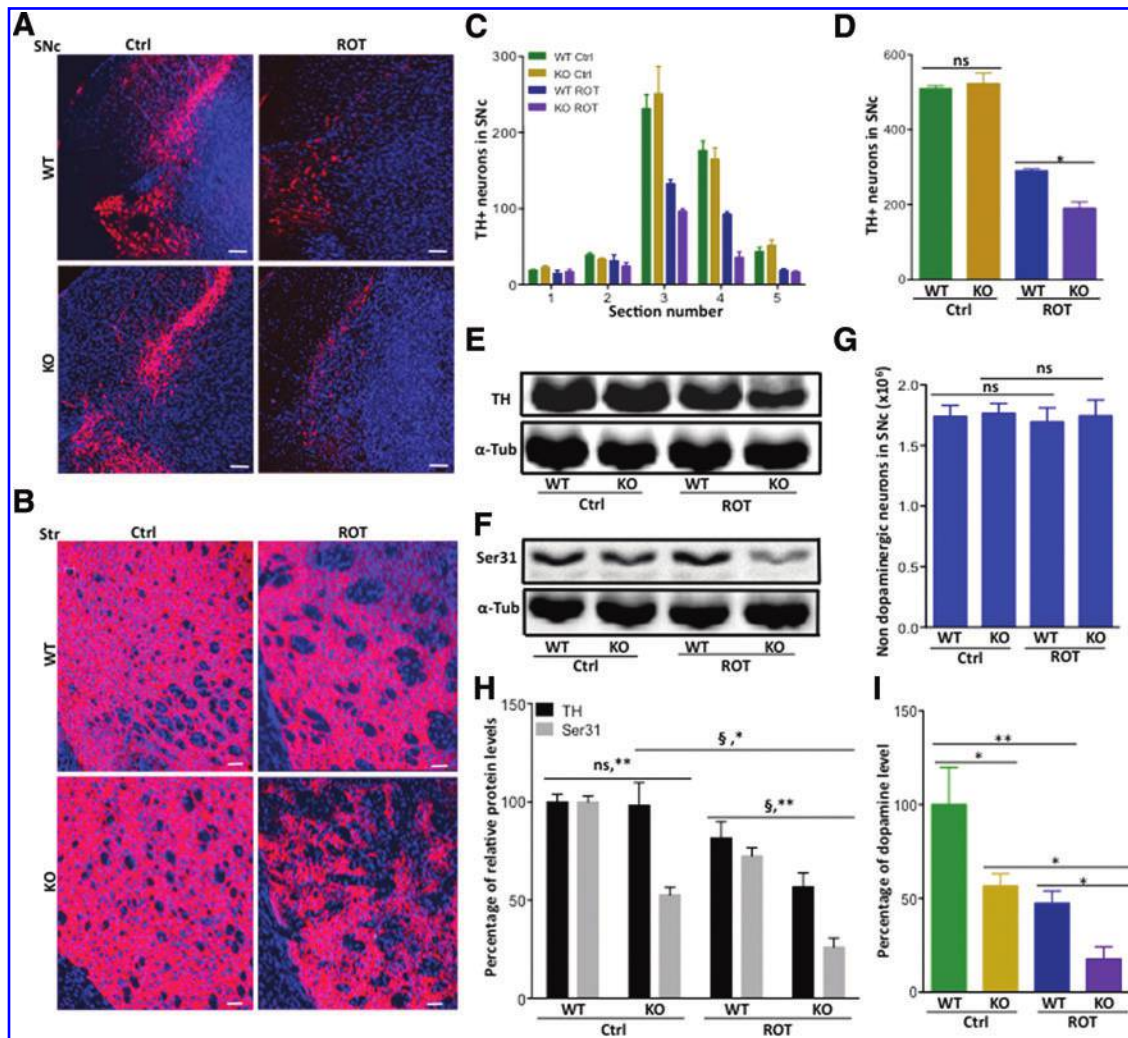 A
SNc
Ctrl
ROT
WT
KO
B
Str
Ctrl
ROT
WT
KO
C
TH+ neurons in SNc
300
200
100
0
WT Ctrl
KO Ctrl
WT ROT
KO ROT
1 2 3 4 5
Section number
D
TH+ neurons in SNc
600
400
200
0
ns
*
WT KO WT KO
Ctrl ROT
E
TH
α-Tub
WT KO WT KO
Ctrl ROT
F
Ser31
α-Tub
WT KO WT KO
Ctrl ROT
G
Non dopaminergic neurons in SNc (x10⁶)
2.0
1.8
1.2
0.6
0.0
ns
ns
WT KO WT KO
Ctrl ROT
H
Percentage of relative protein levels
150
100
50
0
TH
Ser31
§,*
ns,**
§,**
WT KO WT KO
Ctrl ROT
I
Percentage of dopamine level
150
100
50
0
**
*
*
*
WT KO WT KO
Ctrl ROT